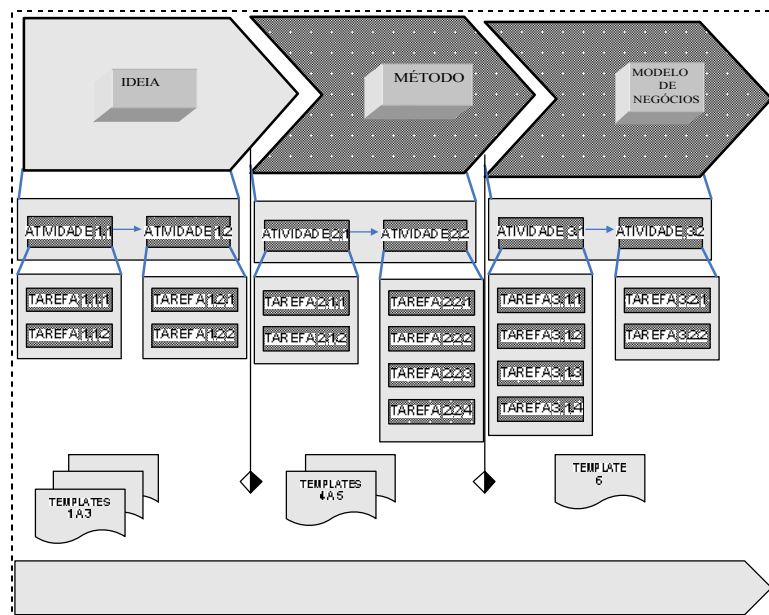 IDEIA
MÉTODO
MODELO
DE
NEGÓCIOS
ATIVIDADE 1.1
ATIVIDADE 1.2
ATIVIDADE 2.1
ATIVIDADE 2.2
ATIVIDADE 3.1
ATIVIDADE 3.2
TAREFA 1.1.1
TAREFA 1.1.2
TAREFA 1.2.1
TAREFA 1.2.2
TAREFA 2.1.1
TAREFA 2.1.2
TAREFA 2.2.1
TAREFA 2.2.2
TAREFA 2.2.3
TAREFA 2.2.4
TAREFA 3.1.1
TAREFA 3.1.2
TAREFA 3.1.3
TAREFA 3.1.4
TAREFA 3.2.1
TAREFA 3.2.2
TEMPLATES
1 A 3
TEMPLATES
4 A 5
TEMPLATE
6